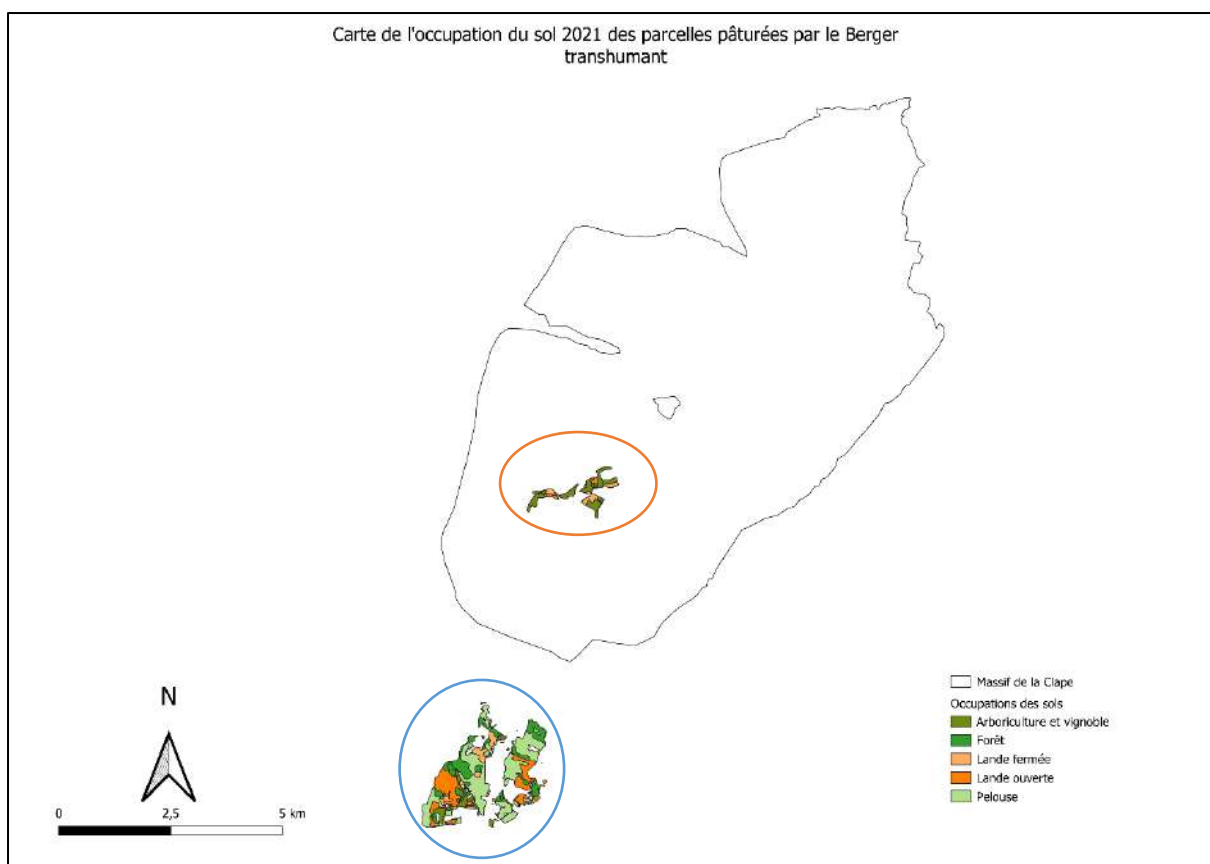 Carte de l'occupation du sol 2021 des parcelles pâturées par le Berger
transhumant
N
0 2,5 5 km
Massif de la Clape
Occupations des sols
Arboriculture et vignoble
Forêt
Lande fermée
Lande ouverte
Pelouse